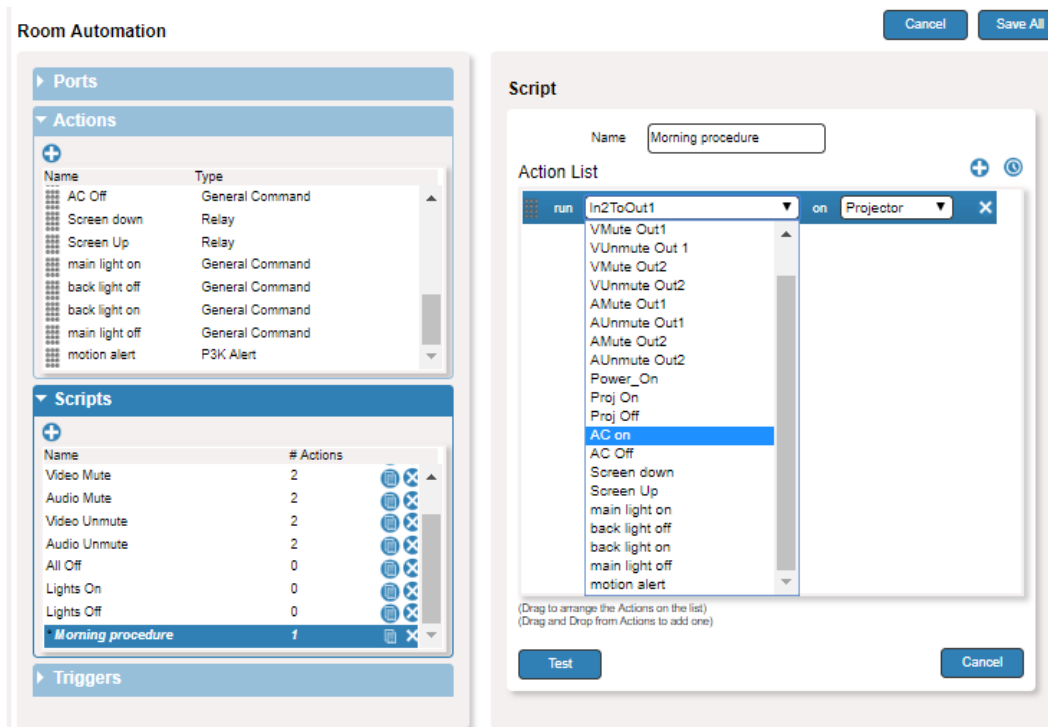 Room Automation
Cancel
Save All
Ports
Actions
Name Type
AC Off General Command
Screen down Relay
Screen Up Relay
main light on General Command
back light off General Command
back light on General Command
main light off General Command
motion alert P3K Alert
Scripts
Name # Actions
Video Mute 2
Audio Mute 2
Video Unmute 2
Audio Unmute 2
All Off 0
Lights On 0
Lights Off 0
* Morning procedure 1
Triggers
Script
Name Morning procedure
Action List
run In2ToOut1 on Projector
VMute Out1
VUnmute Out 1
VMute Out2
VUnmute Out2
AMute Out1
AUnmute Out1
AMute Out2
AUnmute Out2
Power_On
Proj On
Proj Off
AC on
AC Off
Screen down
Screen Up
main light on
back light off
back light on
main light off
motion alert
(Drag to arrange the Actions on the list)
(Drag and Drop from Actions to add one)
Test
Cancel